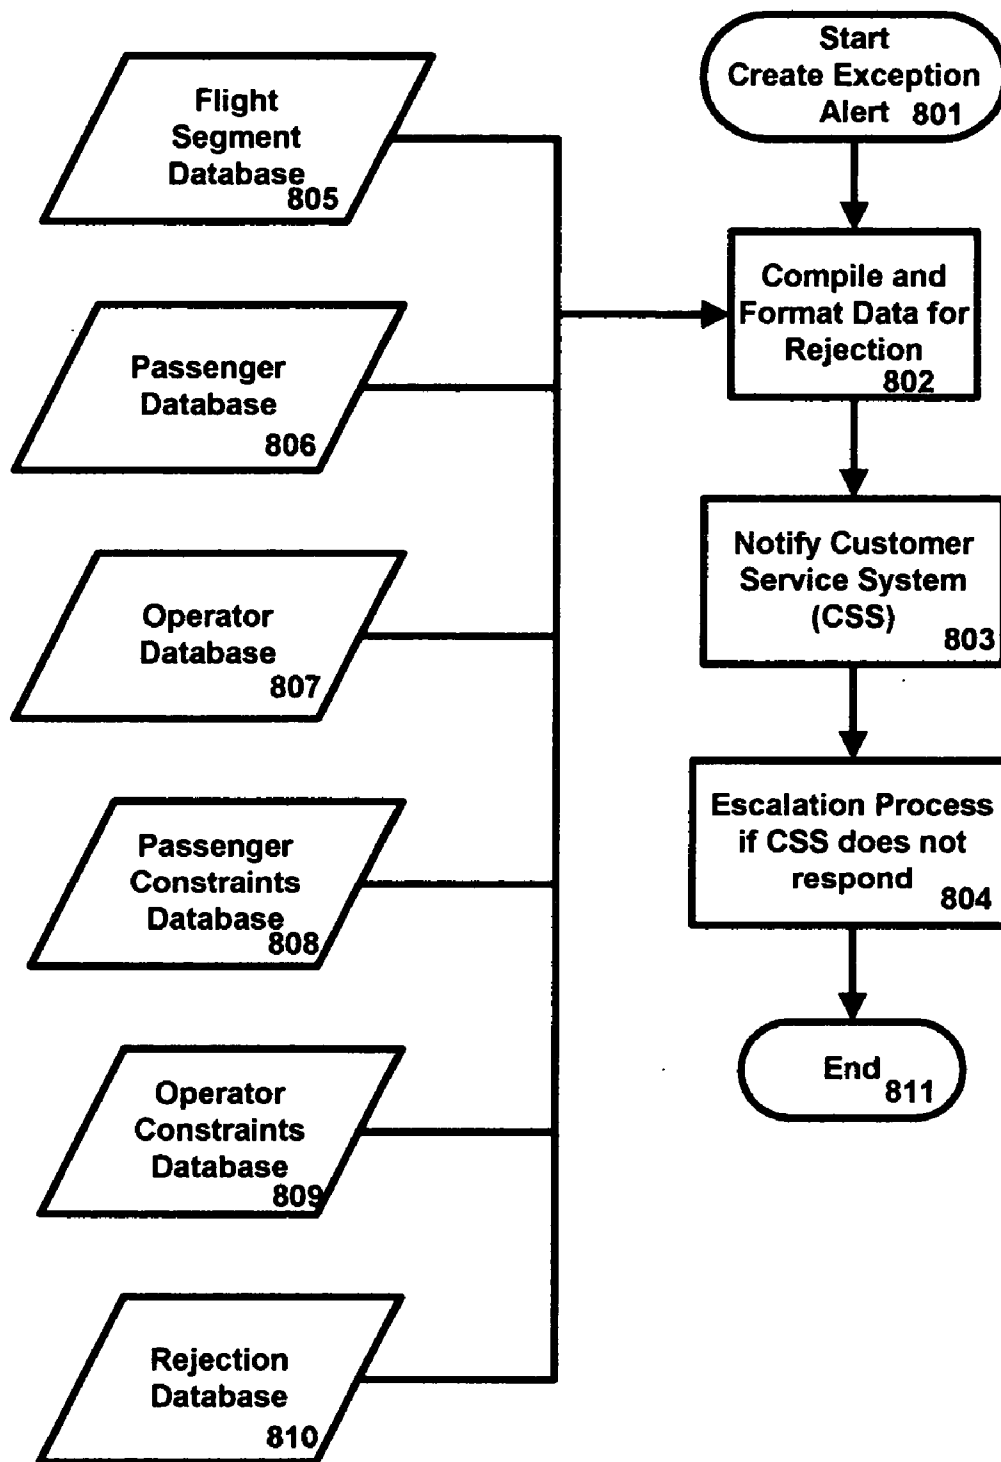 Start
Create Exception
Alert 801
Flight
Segment
Database
805
Compile and
Format Data for
Rejection
802
Passenger
Database
806
Notify Customer
Service System
(CSS)
803
Operator
Database
807
Escalation Process
if CSS does not
respond
804
Passenger
Constraints
Database
808
End
811
Operator
Constraints
Database
809
Rejection
Database
810